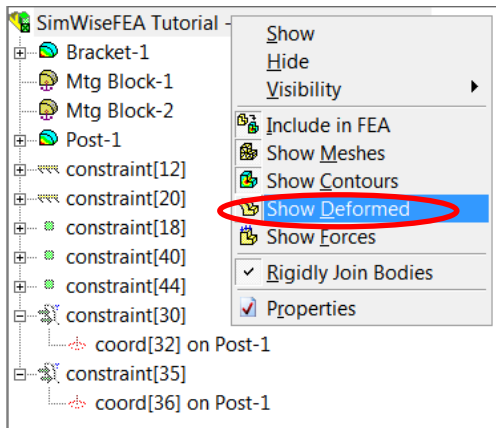 SimWiseFEA Tutorial -
Bracket-1
Mtg Block-1
Mtg Block-2
Post-1
constraint[12]
constraint[20]
constraint[18]
constraint[40]
constraint[44]
constraint[30]
coord[32] on Post-1
constraint[35]
coord[36] on Post-1
Show
Hide
Visibility
Include in FEA
Show Meshes
Show Contours
Show Deformed
Show Forces
Rigidly Join Bodies
Properties